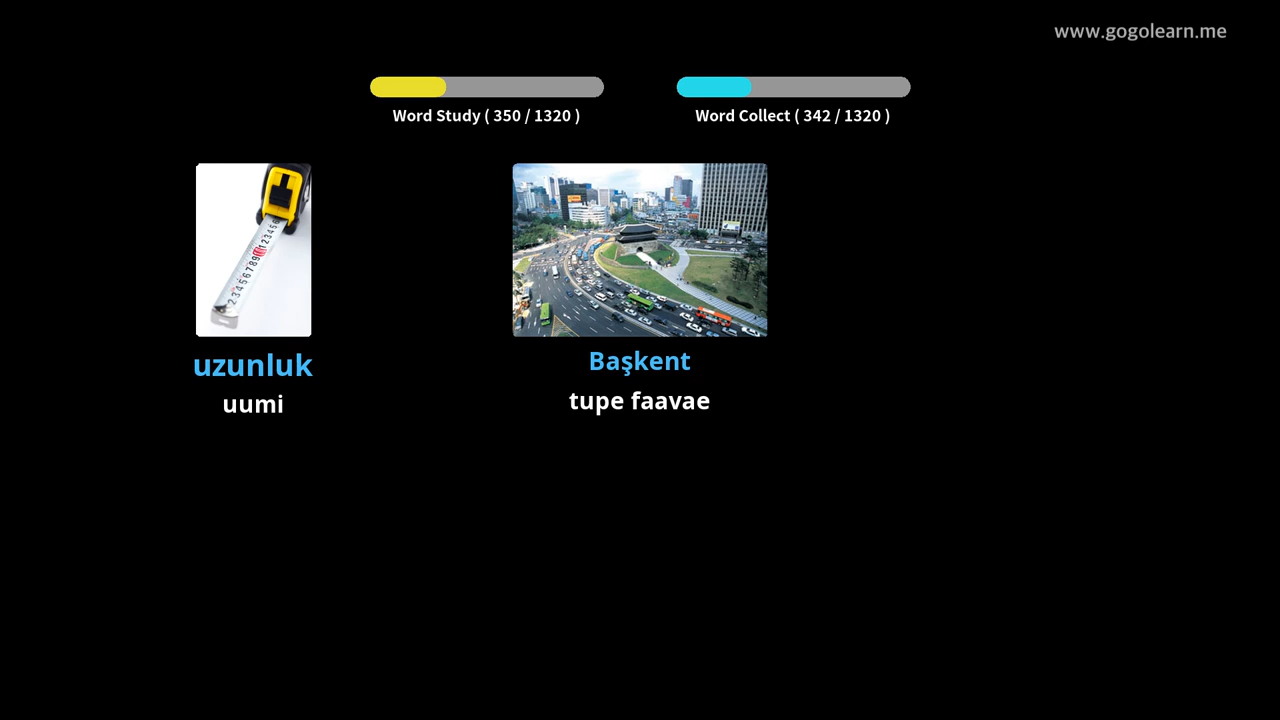 www.gogolearn.me
Word Study ( 350 / 1320 )
Word Collect ( 342 / 1320 )
uzunluk
uumi
Başkent
tupe faavae